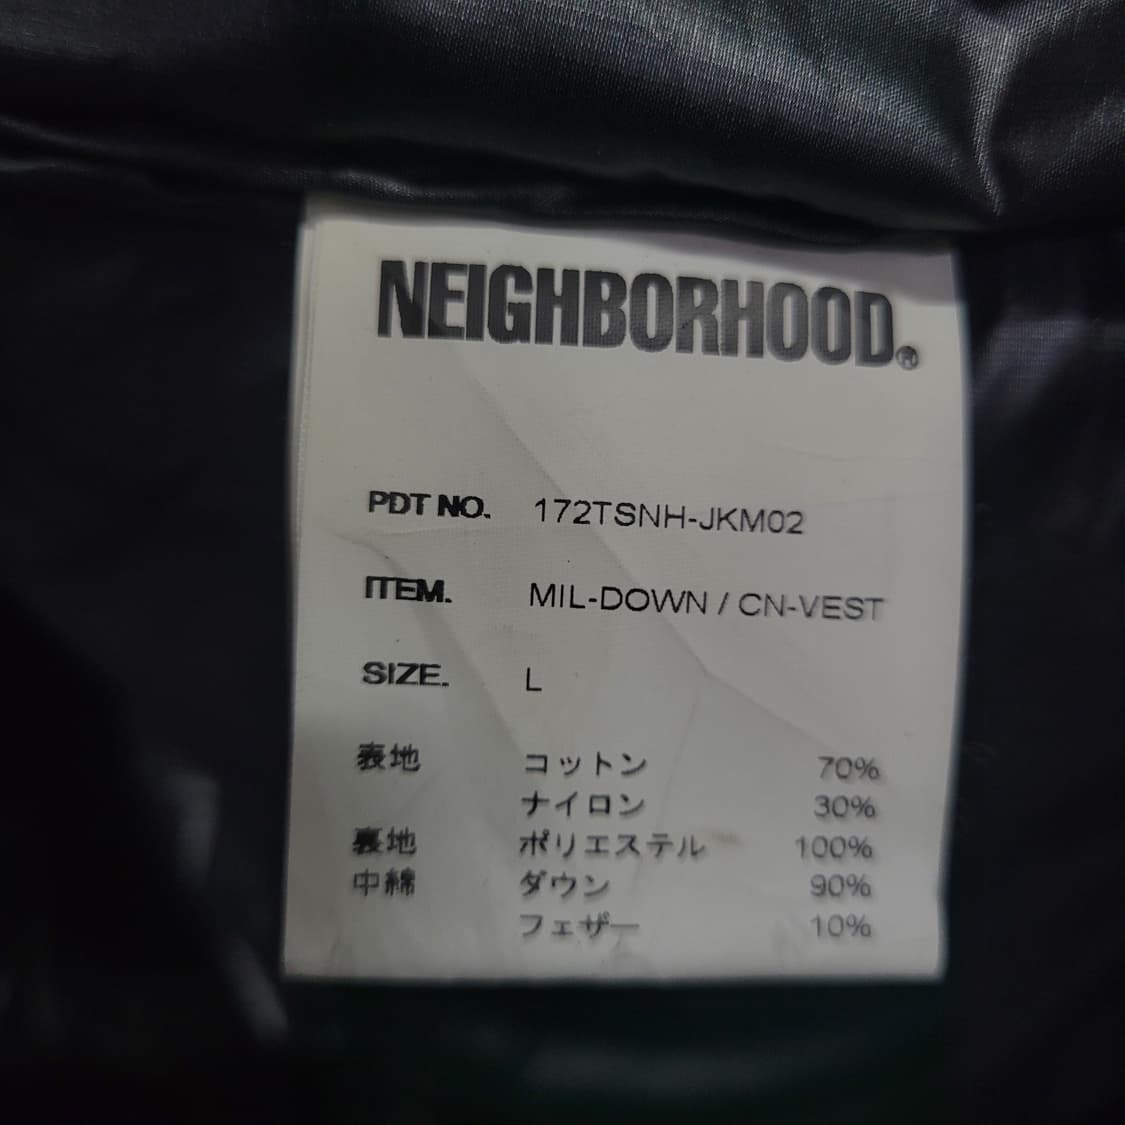 NEIGHBORHOOD®
PDT NO. 172TSNH-JKM02
ITEM. MIL-DOWN / CN-VEST
SIZE. L
表地 コットン 70%
ナイロン 30%
裏地 ポリエステル 100%
中綿 ダウン 90%
フェザー 10%